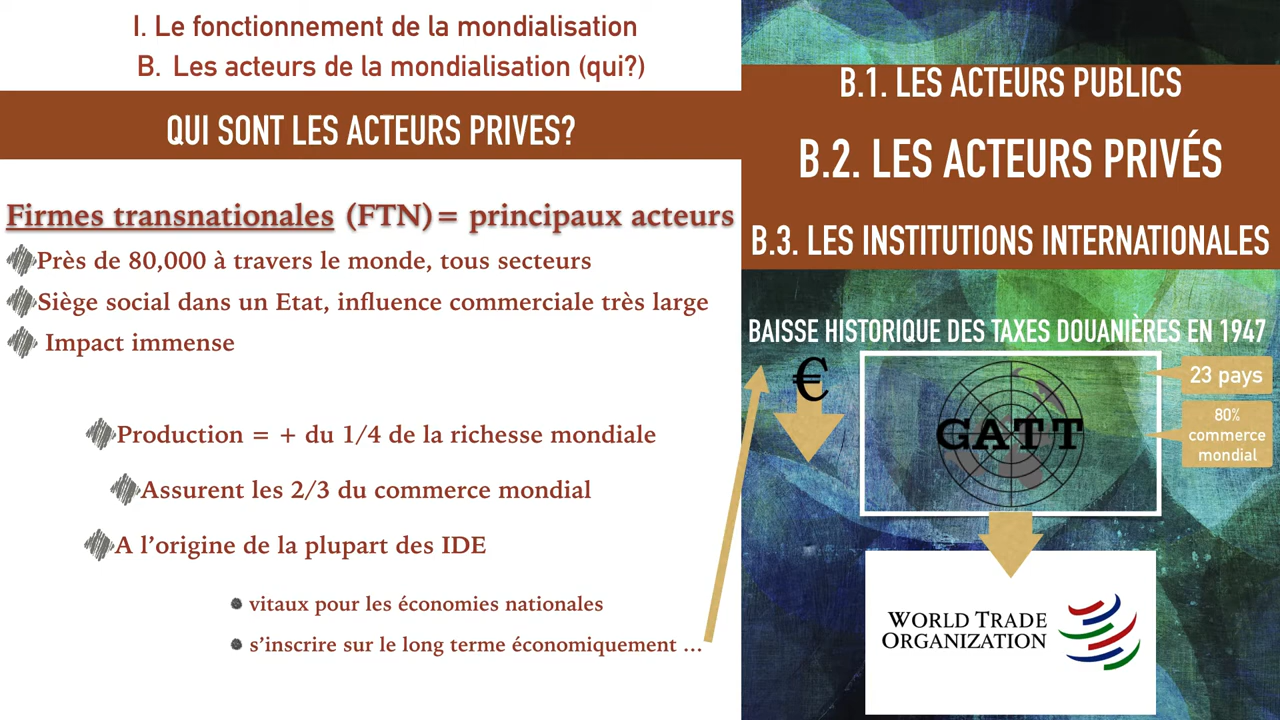 I. Le fonctionnement de la mondialisation
B. Les acteurs de la mondialisation (qui?)
QUI SONT LES ACTEURS PRIVES?
Firmes transnationales (FTN)= principaux acteurs
Près de 80,000 à travers le monde, tous secteurs
Siège social dans un Etat, influence commerciale très large
Impact immense
Production = + du 1/4 de la richesse mondiale
Assurent les 2/3 du commerce mondial
A l’origine de la plupart des IDE
vitaux pour les économies nationales
s’inscrire sur le long terme économiquement ...
B.1. LES ACTEURS PUBLICS
B.2. LES ACTEURS PRIVÉS
B.3. LES INSTITUTIONS INTERNATIONALES
BAISSE HISTORIQUE DES TAXES DOUANIÈRES EN 1947
€
GATT
23 pays
80%
commerce
mondial
WORLD TRADE
ORGANIZATION